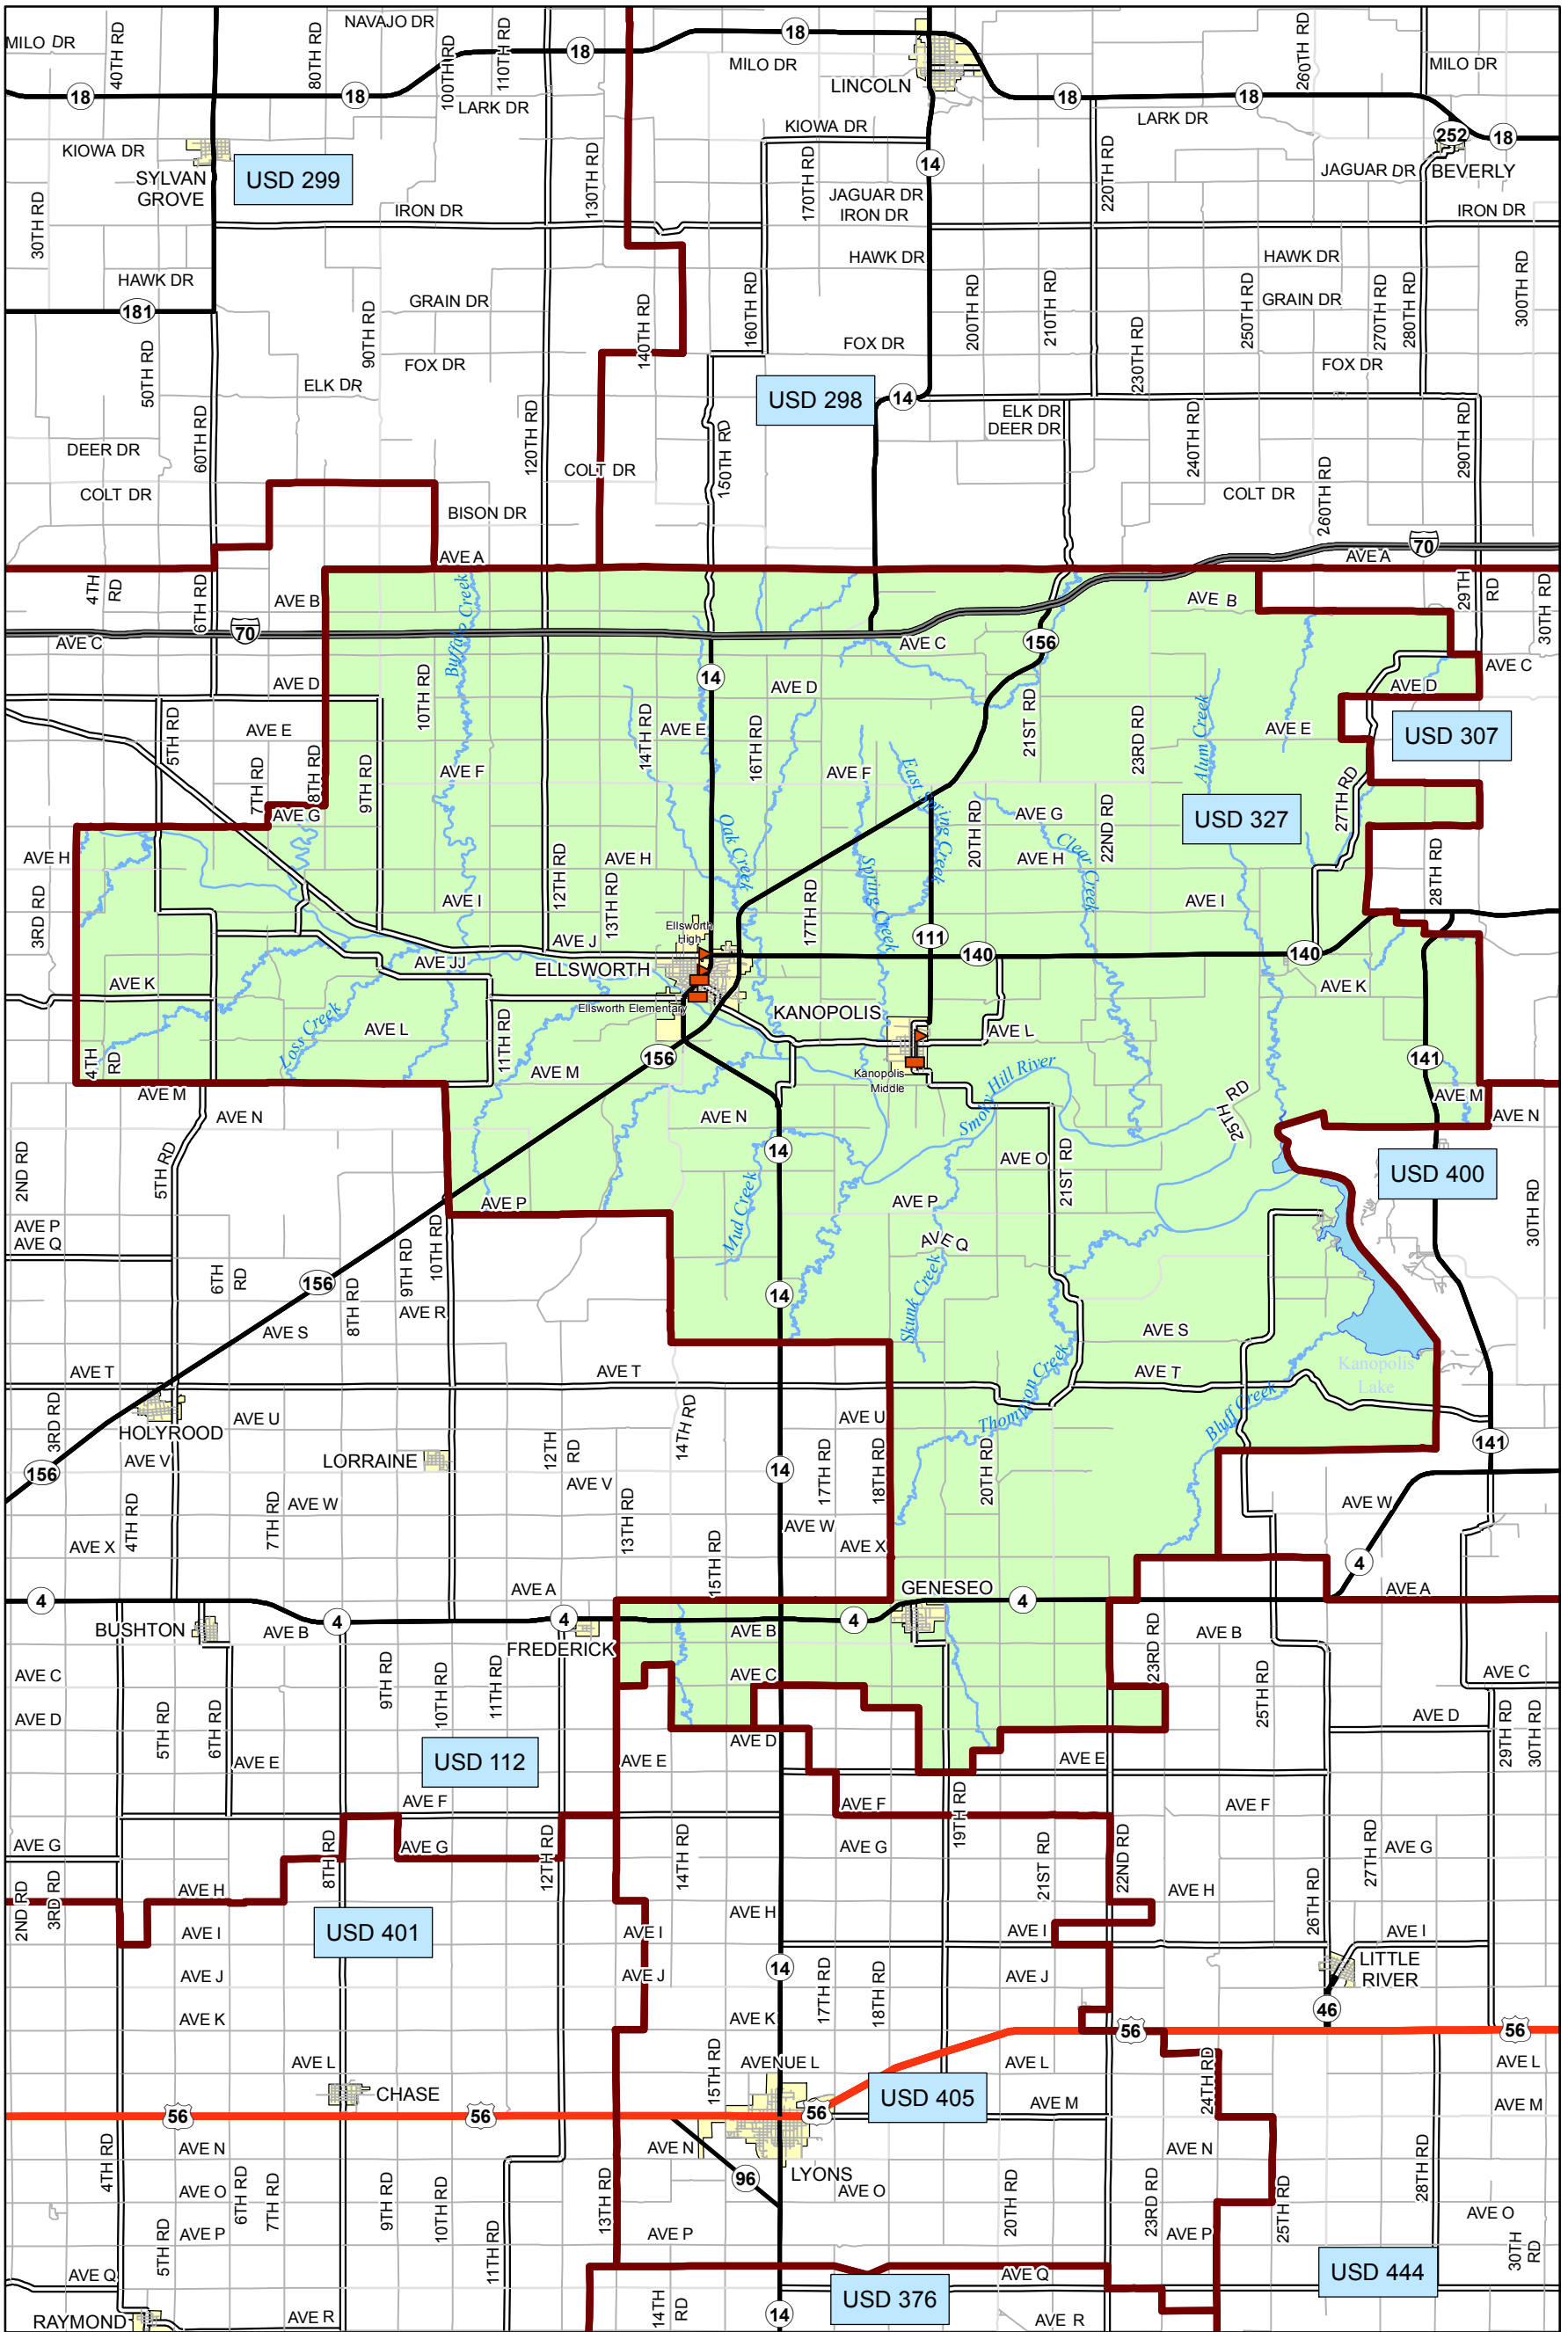 NAVAJO DR
MILO DR
40TH RD
80TH RD
100TH RD
110TH RD
18
18
260TH RD
MILO DR
MILO DR
LINCOLN
18
18
LARK DR
18
18
LARK DR
KIOWA DR
252
18
KIOWA DR
SYLVAN
GROVE
USD 299
130TH RD
170TH RD
14
220TH RD
JAGUAR DR
BEVERLY
30TH RD
IRON DR
JAGUAR DR
IRON DR
IRON DR
HAWK DR
HAWK DR
HAWK DR
181
GRAIN DR
GRAIN DR
140TH RD
160TH RD
200TH RD
210TH RD
250TH RD
270TH RD
280TH RD
300TH RD
50TH RD
90TH RD
FOX DR
FOX DR
230TH RD
FOX DR
ELK DR
USD 298
14
ELK DR
DEER DR
DEER DR
60TH RD
120TH RD
COLT DR
150TH RD
240TH RD
290TH RD
COLT DR
COLT DR
260TH RD
BISON DR
AVE A
70
AVE A
4TH
RD
6TH RD
AVE B
Buffalo Creek
AVE B
29TH
RD
30TH RD
70
AVE C
AVE C
156
AVE C
AVE D
10TH RD
14
AVE D
AVE D
5TH RD
AVE E
14TH RD
AVE E
16TH RD
21ST RD
23RD RD
Alum Creek
AVE E
USD 307
7TH RD
8TH RD
9TH RD
AVE F
AVE F
East Spring Creek
AVE G
AVE G
USD 327
27TH RD
AVE H
12TH RD
AVE H
Oak Creek
Spring Creek
20TH RD
AVE H
Clear Creek
22ND RD
28TH RD
3RD RD
AVE I
13TH RD
17TH RD
AVE I
Ellsworth
High
AVE J
111
140
140
AVE JJ
ELLSWORTH
AVE K
AVE K
Ellsworth Elementary
KANOPOLIS
AVE L
Loss Creek
11TH RD
AVE L
4TH
RD
156
Kanopolis
Middle
141
AVE M
AVE M
Smoky Hill River
AVE M
AVE N
AVE N
25TH RD
AVE N
2ND RD
5TH RD
14
AVE O
21ST RD
USD 400
Mud Creek
AVE P
AVE P
30TH RD
AVE P
AVE Q
AVE Q
6TH
RD
9TH RD
10TH RD
156
8TH RD
14
Skunk Creek
AVE R
AVE S
AVE S
AVE T
AVE T
Thompson Creek
AVE T
Kanopolis
Lake
3RD RD
HOLYROOD
AVE U
14TH RD
AVE U
Bluff Creek
AVE V
LORRAINE
12TH
RD
141
156
14
17TH RD
18TH RD
20TH RD
AVE V
4TH RD
7TH RD
AVE W
13TH RD
AVE W
AVE W
AVE X
15TH RD
AVE X
4
4
AVE A
GENESEO
4
AVE A
BUSHTON
AVE B
4
4
FREDERICK
AVE B
4
23RD RD
AVE B
AVE C
9TH RD
10TH RD
11TH RD
AVE C
25TH RD
AVE C
AVE D
5TH RD
6TH RD
AVE D
AVE D
29TH RD
30TH RD
AVE E
USD 112
AVE E
AVE E
AVE F
AVE F
19TH RD
AVE F
AVE G
8TH RD
AVE G
12TH RD
14TH RD
AVE G
21ST RD
22ND RD
27TH RD
AVE G
2ND RD
3RD RD
AVE H
AVE H
AVE H
26TH RD
AVE I
USD 401
AVE I
AVE I
AVE I
AVE J
AVE J
14
17TH RD
18TH RD
AVE J
LITTLE
RIVER
AVE K
AVE K
46
56
56
AVE L
15TH RD
AVENUE L
AVE L
24TH RD
AVE L
CHASE
USD 405
AVE M
AVE M
56
56
56
4TH RD
AVE N
AVE N
AVE N
28TH RD
96
LYONS
AVE O
6TH RD
7TH RD
9TH RD
10TH RD
13TH RD
AVE O
20TH RD
23RD RD
25TH RD
AVE O
5TH RD
AVE P
11TH RD
AVE P
AVE P
30TH
RD
AVE Q
AVE Q
USD 444
14TH
RD
USD 376
RAYMOND
AVE R
14
AVE R